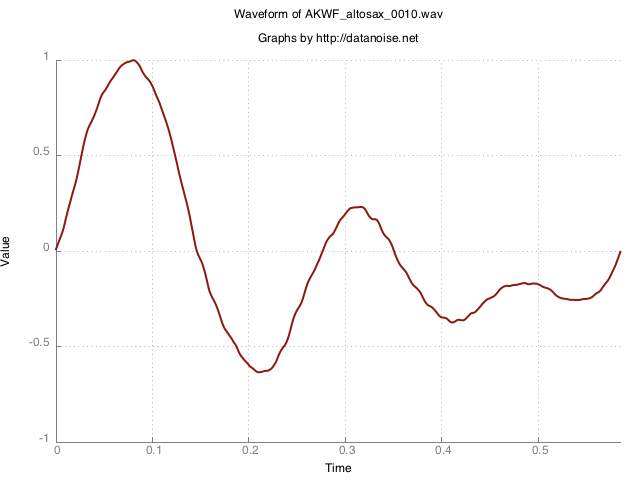 Waveform of AKWF_altosax_0010.wav
Graphs by http://datanoise.net
1
0.5
0
-0.5
-1
Value
0 0.1 0.2 0.3 0.4 0.5
Time